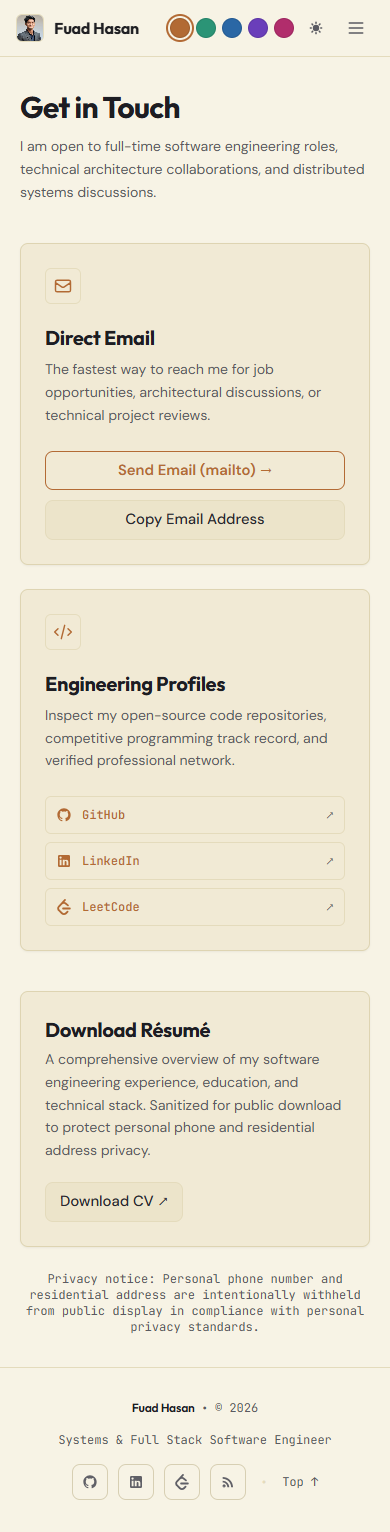 Fuad Hasan
Get in Touch
I am open to full-time software engineering roles,
technical architecture collaborations, and distributed
systems discussions.
Direct Email
The fastest way to reach me for job
opportunities, architectural discussions, or
technical project reviews.
Send Email (mailto) →
Copy Email Address
Engineering Profiles
Inspect my open-source code repositories,
competitive programming track record, and
verified professional network.
GitHub ↗
LinkedIn ↗
LeetCode ↗
Download Résumé
A comprehensive overview of my software
engineering experience, education, and
technical stack. Sanitized for public download
to protect personal phone and residential
address privacy.
Download CV ↗
Privacy notice: Personal phone number and
residential address are intentionally withheld
from public display in compliance with personal
privacy standards.
Fuad Hasan • © 2026
Systems & Full Stack Software Engineer
Top ↑